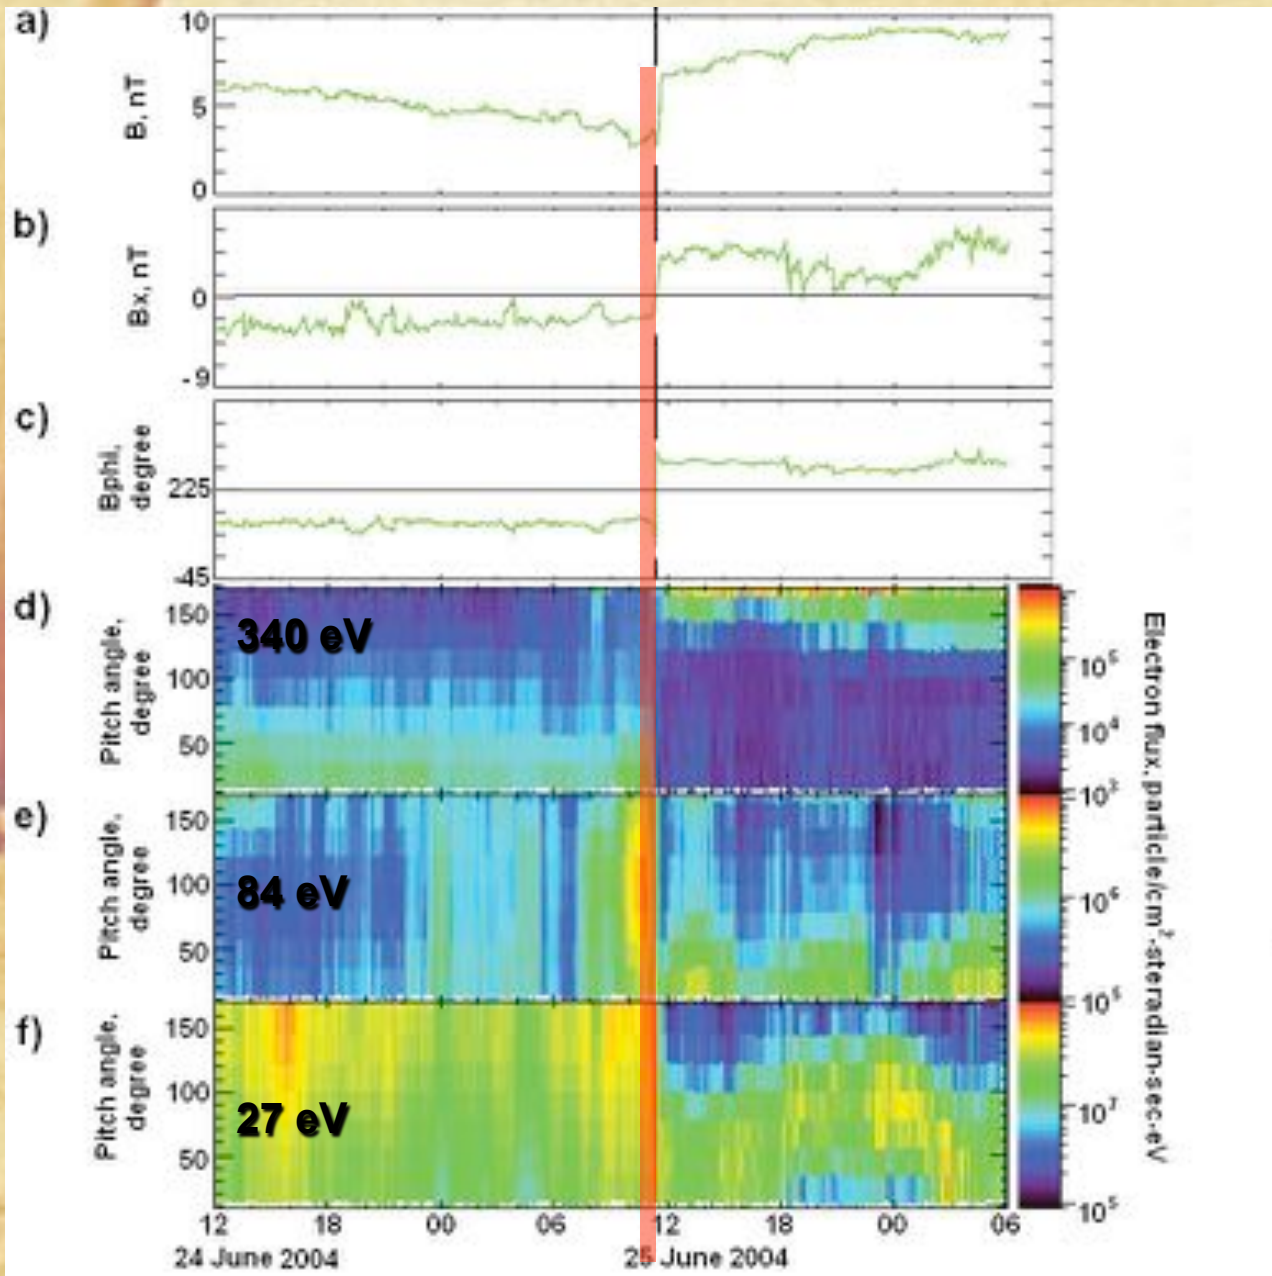 a)
10
5
0
B, nT
b)
0
-9
Bx, nT
c)
225
-45
Bphi,
degree
d)
150
100
50
Pitch angle,
degree
340 eV
e)
150
100
50
Pitch angle,
degree
84 eV
f)
150
100
50
Pitch angle,
degree
27 eV
12 18 00 06 12 18 00 06
24 June 2004 25 June 2004
10⁵
10⁴
10³
10⁶
10⁵
10⁷
10⁵
Electron flux, particle/cm²-steradian-sec-eV